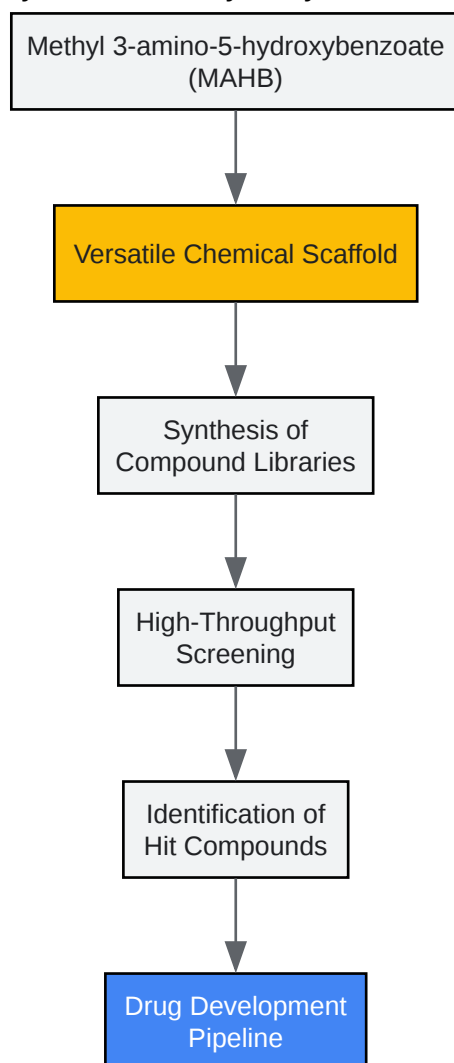 Methyl 3-amino-5-hydroxybenzoate
(MAHB)
Versatile Chemical Scaffold
Synthesis of
Compound Libraries
High-Throughput
Screening
Identification of
Hit Compounds
Drug Development
Pipeline